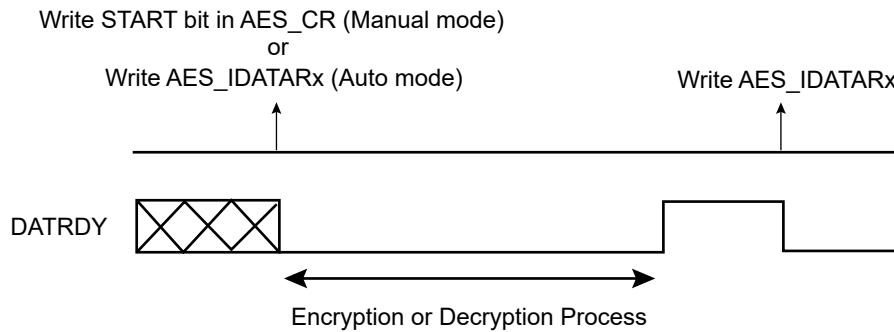 Write START bit in AES_CR (Manual mode)
or
Write AES_IDATARx (Auto mode)
Write AES_IDATARx
DATRDY
Encryption or Decryption Process